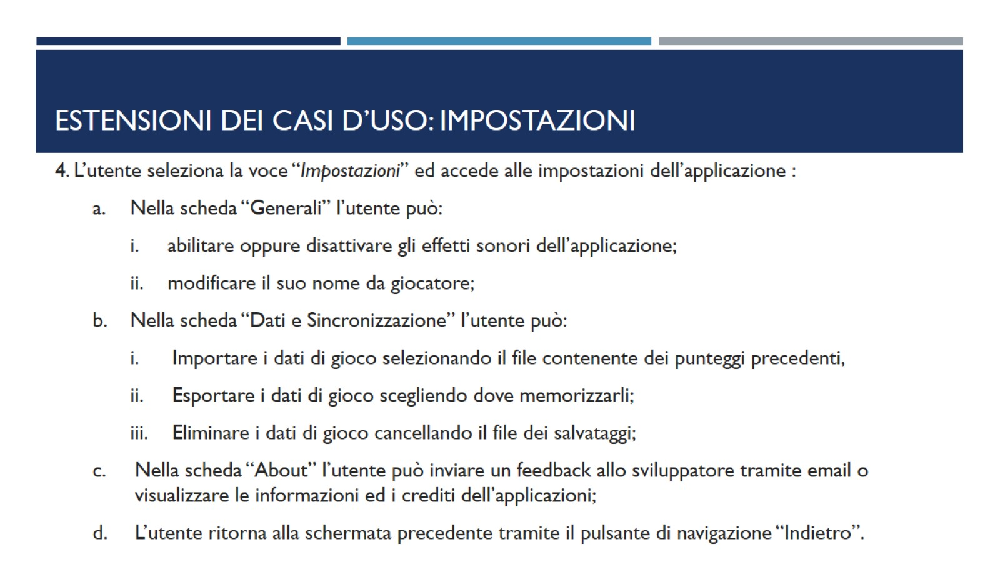 ESTENSIONI DEI CASI D’USO: IMPOSTAZIONI
4. L’utente seleziona la voce “Impostazioni” ed accede alle impostazioni dell’applicazione :
a. Nella scheda “Generali” l’utente può:
i. abilitare oppure disattivare gli effetti sonori dell’applicazione;
ii. modificare il suo nome da giocatore;
b. Nella scheda “Dati e Sincronizzazione” l’utente può:
i. Importare i dati di gioco selezionando il file contenente dei punteggi precedenti,
ii. Esportare i dati di gioco scegliendo dove memorizzarli;
iii. Eliminare i dati di gioco cancellando il file dei salvataggi;
c. Nella scheda “About” l’utente può inviare un feedback allo sviluppatore tramite email o
visualizzare le informazioni ed i crediti dell’applicazioni;
d. L’utente ritorna alla schermata precedente tramite il pulsante di navigazione “Indietro”.